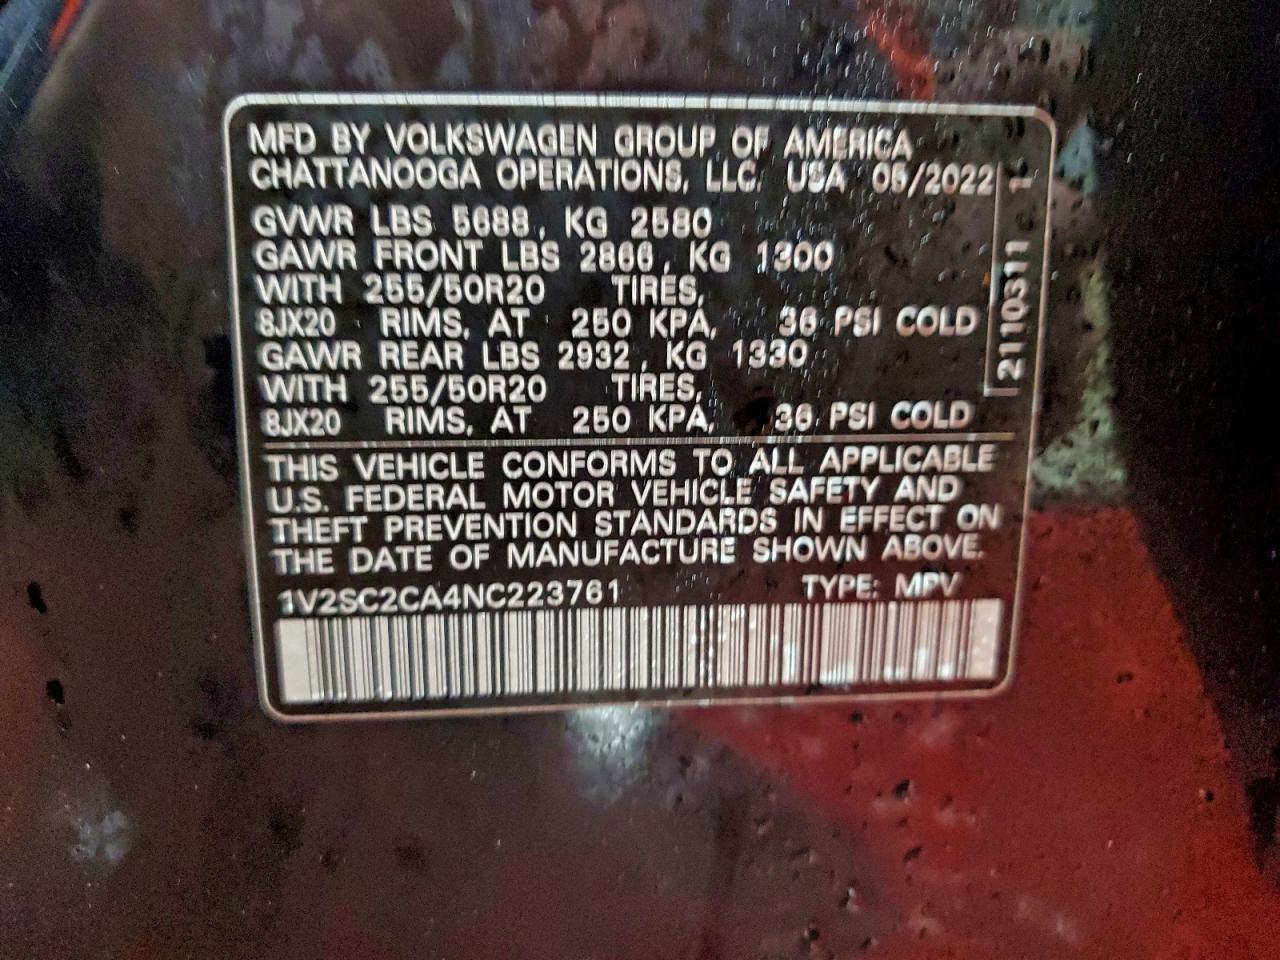 MFD BY VOLKSWAGEN GROUP OF AMERICA
CHATTANOOGA OPERATIONS, LLC. USA 05/2022
GVWR LBS 5688, KG 2580
GAWR FRONT LBS 2866, KG 1300
WITH 255/50R20 TIRES,
8JX20 RIMS, AT 250 KPA, 36 PSI COLD
GAWR REAR LBS 2932, KG 1330
WITH 255/50R20 TIRES,
8JX20 RIMS, AT 250 KPA, 36 PSI COLD
2110311
THIS VEHICLE CONFORMS TO ALL APPLICABLE
U.S. FEDERAL MOTOR VEHICLE SAFETY AND
THEFT PREVENTION STANDARDS IN EFFECT ON
THE DATE OF MANUFACTURE SHOWN ABOVE.
1V2SC2CA4NC223761 TYPE: MPV